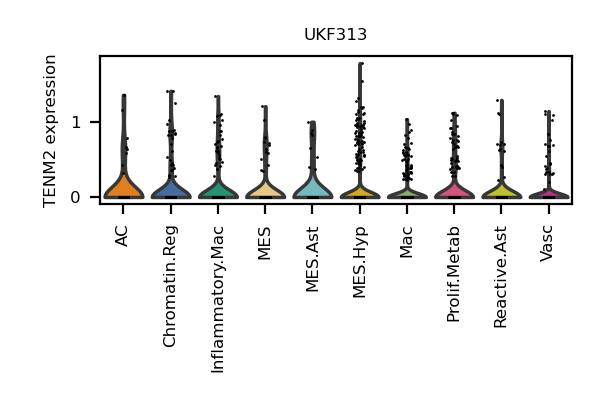 UKF313
TENM2 expression
1
0
AC
Chromatin.Reg
Inflammatory.Mac
MES
MES.Ast
MES.Hyp
Mac
Prolif.Metab
Reactive.Ast
Vasc